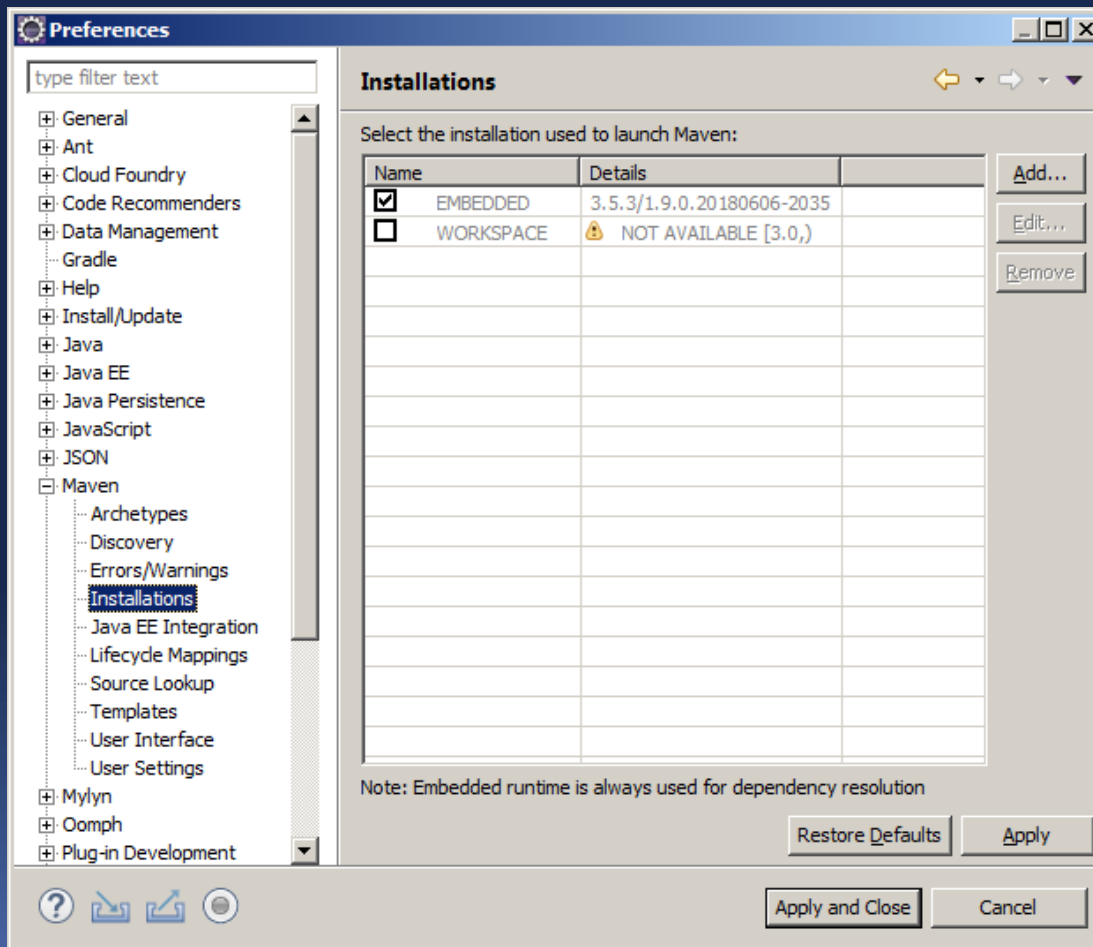 Preferences
type filter text
General
Ant
Cloud Foundry
Code Recommenders
Data Management
Gradle
Help
Install/Update
Java
Java EE
Java Persistence
JavaScript
JSON
Maven
Archetypes
Discovery
Errors/Warnings
Installations
Java EE Integration
Lifecycle Mappings
Source Lookup
Templates
User Interface
User Settings
Mylyn
Oomph
Plug-in Development
Installations
Select the installation used to launch Maven:
Name Details
EMBEDDED 3.5.3/1.9.0.20180606-2035
WORKSPACE NOT AVAILABLE [3.0,)
Add...
Edit...
Remove
Note: Embedded runtime is always used for dependency resolution
Restore Defaults Apply
? Apply and Close Cancel